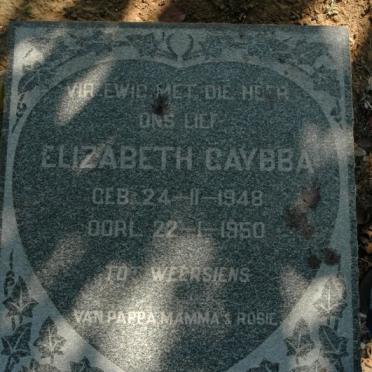 VIR EWIG MET DIE HEER
ONS LIEF
ELIZABETH GAYBBA
GEB. 24-11-1948
OORL. 22-1-1950
TOT WEERSIENS
VAN PAPPA MAMMA & ROSIE